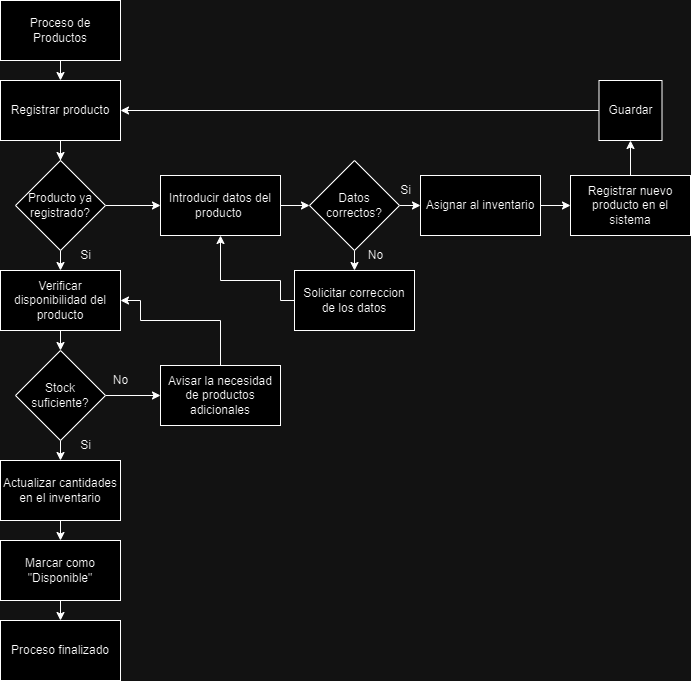 Proceso de
Productos
Registrar producto
Guardar
Producto ya
registrado?
Introducir datos del
producto
Datos
correctos?
Si
Asignar al inventario
Registrar nuevo
producto en el
sistema
Si
No
Verificar
disponibilidad del
producto
Solicitar correccion
de los datos
Stock
suficiente?
No
Avisar la necesidad
de productos
adicionales
Si
Actualizar cantidades
en el inventario
Marcar como
"Disponible"
Proceso finalizado